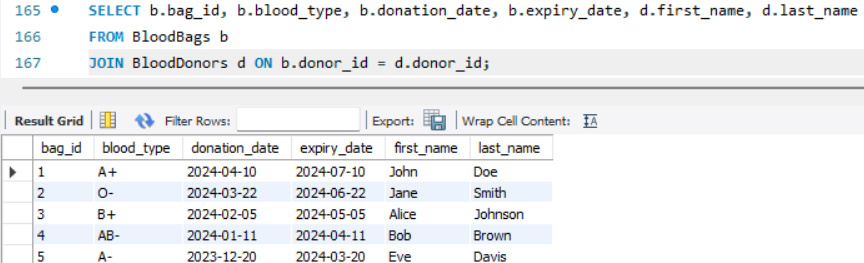 165 SELECT b.bag_id, b.blood_type, b.donation_date, b.expiry_date, d.first_name, d.last_name
166 FROM BloodBags b
167 JOIN BloodDonors d ON b.donor_id = d.donor_id;
Result Grid Filter Rows: Export: Wrap Cell Content: IA
bag_id blood_type donation_date expiry_date first_name last_name
1 A+ 2024-04-10 2024-07-10 John Doe
2 O- 2024-03-22 2024-06-22 Jane Smith
3 B+ 2024-02-05 2024-05-05 Alice Johnson
4 AB- 2024-01-11 2024-04-11 Bob Brown
5 A- 2023-12-20 2024-03-20 Eve Davis